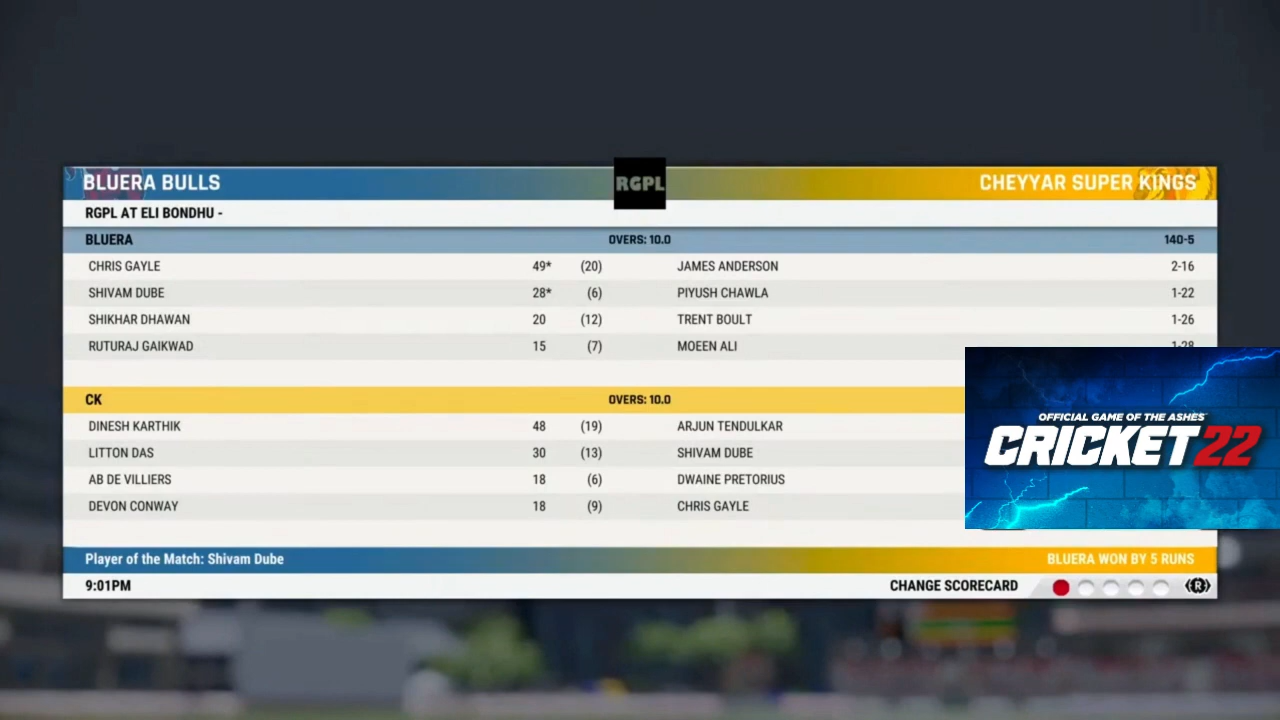 BLUERA BULLS RGPL CHEYYAR SUPER KINGS
RGPL AT ELI BONDHU -
BLUERA OVERS: 10.0 140-5
CHRIS GAYLE 49* (20) JAMES ANDERSON 2-16
SHIVAM DUBE 28* (6) PIYUSH CHAWLA 1-22
SHIKHAR DHAWAN 20 (12) TRENT BOULT 1-26
RUTURAJ GAIKWAD 15 (7) MOEEN ALI 1-28
CK OVERS: 10.0
DINESH KARTHIK 48 (19) ARJUN TENDULKAR
LITTON DAS 30 (13) SHIVAM DUBE
AB DE VILLIERS 18 (6) DWAINE PRETORIUS
DEVON CONWAY 18 (9) CHRIS GAYLE
OFFICIAL GAME OF THE ASHES
CRICKET 22
Player of the Match: Shivam Dube BLUERA WON BY 5 RUNS
9:01PM CHANGE SCORECARD R